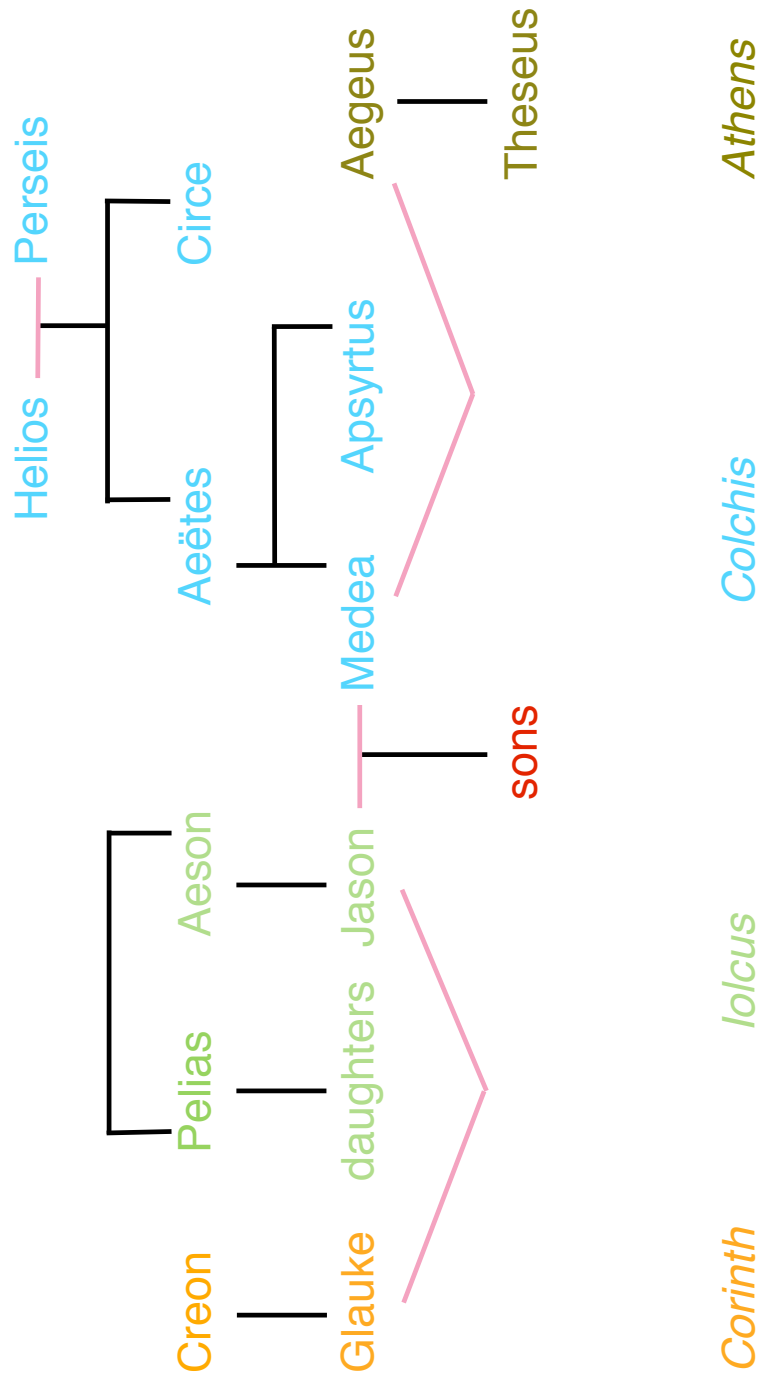 Helios Perseis
Creon Pelias Aeson Aeëtes Circe
Glauke daughters Jason Medea Apsyrtus Aegeus
sons Theseus
Corinth Iolcus Colchis Athens